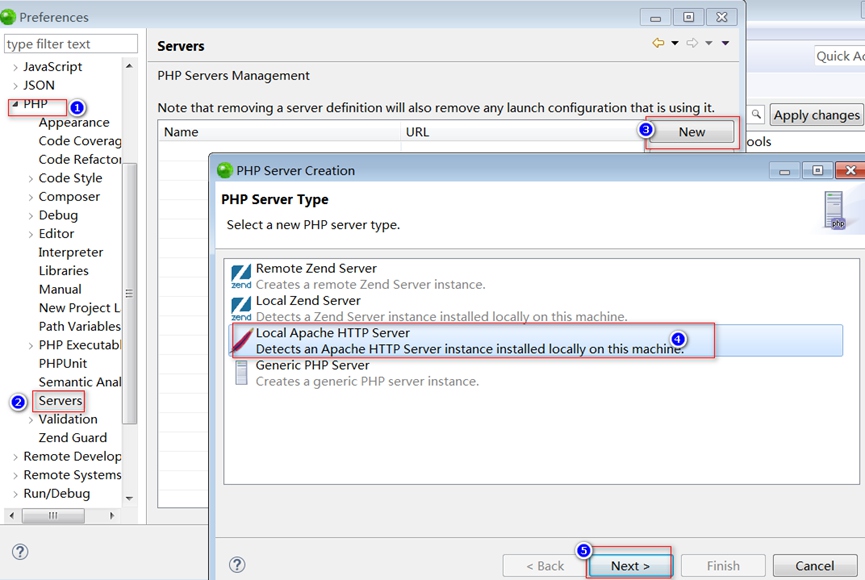 Preferences
type filter text
JavaScript
JSON
PHP
1
Appearance
Code Coverag
Code Refactor
Code Style
Composer
Debug
Editor
Interpreter
Libraries
Manual
New Project L
Path Variables
PHP Executabl
PHPUnit
Semantic Anal
2
Servers
Validation
Zend Guard
Remote Develop
Remote Systems
Run/Debug
Servers
PHP Servers Management
Note that removing a server definition will also remove any launch configuration that is using it.
Name
URL
3
New
Quick Ac
Apply changes
ools
PHP Server Creation
PHP Server Type
Select a new PHP server type.
php
zend
Remote Zend Server
Creates a remote Zend Server instance.
zend
Local Zend Server
Detects a Zend Server instance installed locally on this machine.
Local Apache HTTP Server
Detects an Apache HTTP Server instance installed locally on this machine.
4
Generic PHP Server
Creates a generic PHP server instance.
5
< Back
Next >
Finish
Cancel